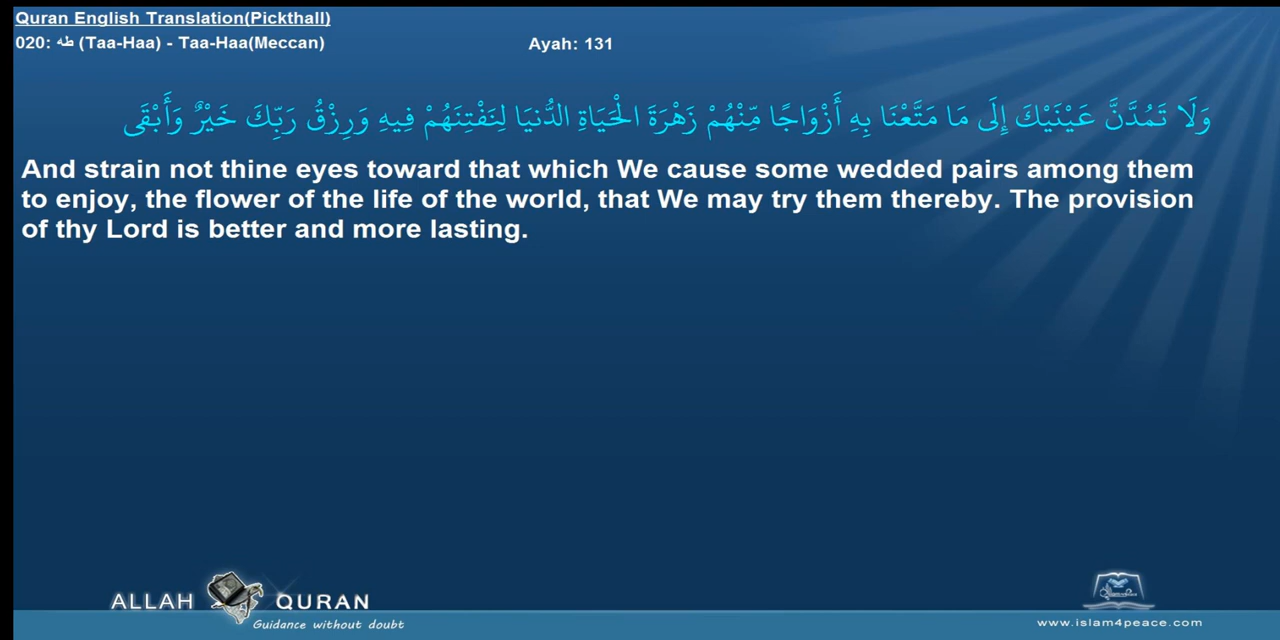 Quran English Translation(Pickthall)
020: طه (Taa-Haa) - Taa-Haa(Meccan) Ayah: 131
وَلَا تَمُدَّنَّ عَيْنَيْكَ إِلَى مَا مَتَّعْنَا بِهِ أَزْوَاجًا مِّنْهُمْ زَهْرَةَ الْحَيَاةِ الدُّنيَا لِنَفْتِنَهُمْ فِيهِ وَرِزْقُ رَبِّكَ خَيْرٌ وَأَبْقَى
And strain not thine eyes toward that which We cause some wedded pairs among them
to enjoy, the flower of the life of the world, that We may try them thereby. The provision
of thy Lord is better and more lasting.
ALLAH QURAN
Guidance without doubt
www.islam4peace.com